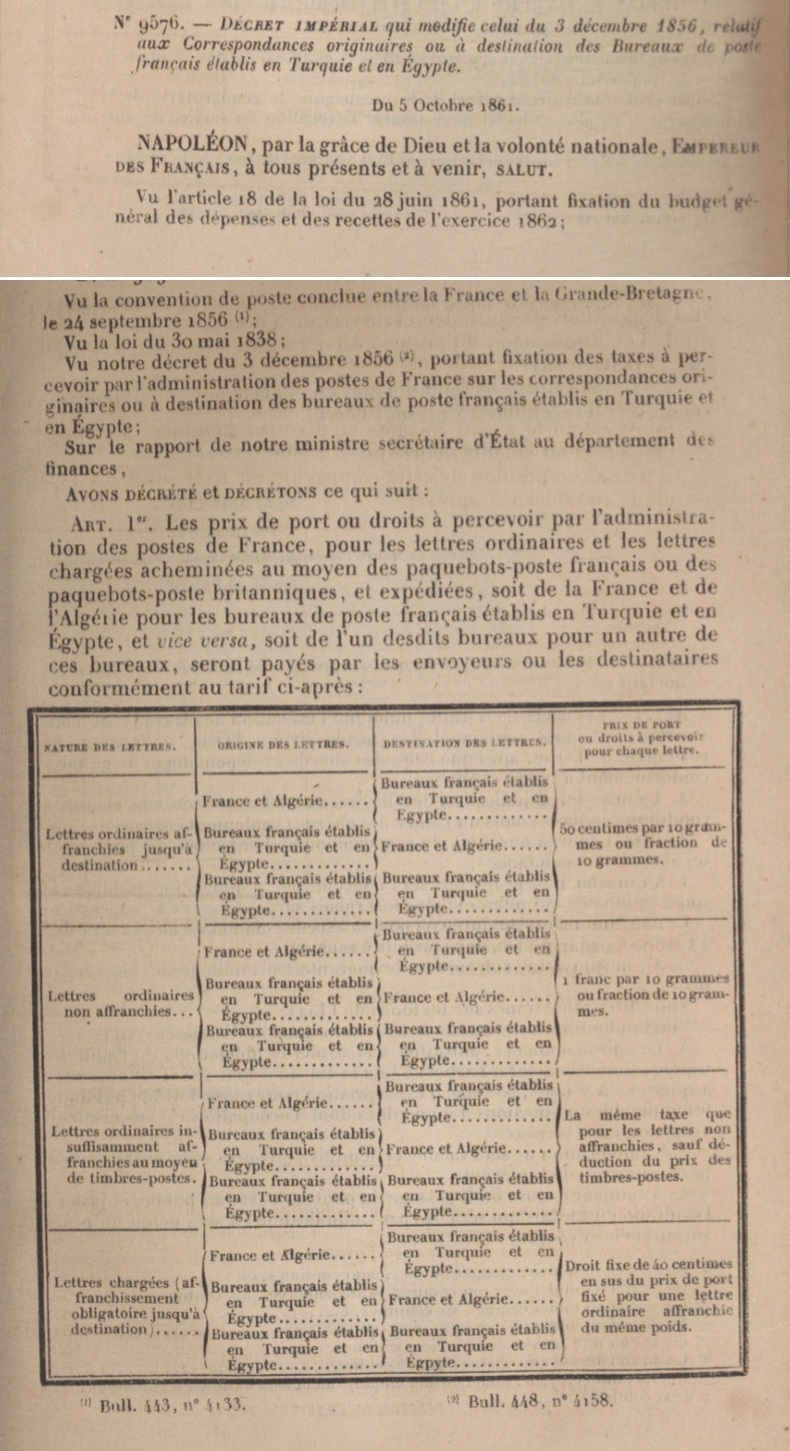 N° 9576. — DÉCRET IMPÉRIAL qui modifie celui du 3 décembre 1856, relatif
aux Correspondances originaires ou à destination des Bureaux de poste
français établis en Turquie et en Égypte.
Du 5 Octobre 1861.
NAPOLÉON, par la grâce de Dieu et la volonté nationale, EMPEREUR
DES FRANÇAIS, à tous présents et à venir, SALUT.
Vu l'article 18 de la loi du 28 juin 1861, portant fixation du budget gé-
néral des dépenses et des recettes de l'exercice 1862;
Vu la convention de poste conclue entre la France et la Grande-Bretagne,
le 24 septembre 1856 (1);
Vu la loi du 30 mai 1838;
Vu notre décret du 3 décembre 1856 (2), portant fixation des taxes à per-
cevoir par l'administration des postes de France sur les correspondances ori-
ginaires ou à destination des bureaux de poste français établis en Turquie et
en Égypte;
Sur le rapport de notre ministre secrétaire d'État au département des
finances,
AVONS DÉCRÉTÉ et DÉCRÉTONS ce qui suit :
ART. 1er. Les prix de port ou droits à percevoir par l'administra-
tion des postes de France, pour les lettres ordinaires et les lettres
chargées acheminées au moyen des paquebots-poste français ou des
paquebots-poste britanniques, et expédiées, soit de la France et de
l'Algérie pour les bureaux de poste français établis en Turquie et en
Égypte, et vice versa, soit de l'un desdits bureaux pour un autre de
ces bureaux, seront payés par les envoyeurs ou les destinataires
conformément au tarif ci-après :
NATURE DES LETTRES.
ORIGINE DES LETTRES.
DESTINATION DES LETTRES.
PRIX DE PORT
ou droits à percevoir
pour chaque lettre.
Lettres ordinaires af-
franchies jusqu'à
destination.......
France et Algérie......
Bureaux français établis
en Turquie et en
Égypte.............
Bureaux français établis
en Turquie et en
Égypte.............
France et Algérie......
Bureaux français établis
en Turquie et en
Égypte.............
Bureaux français établis
en Turquie et en
Égypte.............
50 centimes par 10 gram-
mes ou fraction de
10 grammes.
Lettres ordinaires
non affranchies...
France et Algérie......
Bureaux français établis
en Turquie et en
Égypte.............
Bureaux français établis
en Turquie et en
Égypte.............
France et Algérie......
Bureaux français établis
en Turquie et en
Égypte.............
Bureaux français établis
en Turquie et en
Égypte.............
1 franc par 10 grammes
ou fraction de 10 gram-
mes.
Lettres ordinaires in-
suffisamment af-
franchies au moyen
de timbres-postes.
France et Algérie......
Bureaux français établis
en Turquie et en
Égypte.............
Bureaux français établis
en Turquie et en
Égypte.............
France et Algérie......
Bureaux français établis
en Turquie et en
Égypte.............
Bureaux français établis
en Turquie et en
Égypte.............
La même taxe que
pour les lettres non
affranchies, sauf dé-
duction du prix des
timbres-postes.
Lettres chargées (af-
franchissement
obligatoire jusqu'à
destination)......
France et Algérie......
Bureaux français établis
en Turquie et en
Égypte.............
Bureaux français établis
en Turquie et en
Égypte.............
France et Algérie......
Bureaux français établis
en Turquie et en
Égypte.............
Bureaux français établis
en Turquie et en
Egpyte.............
Droit fixe de 40 centimes
en sus du prix de port
fixé pour une lettre
ordinaire affranchie
du même poids.
(1) Bull. 443, n° 4133.
(2) Bull. 448, n° 4158.